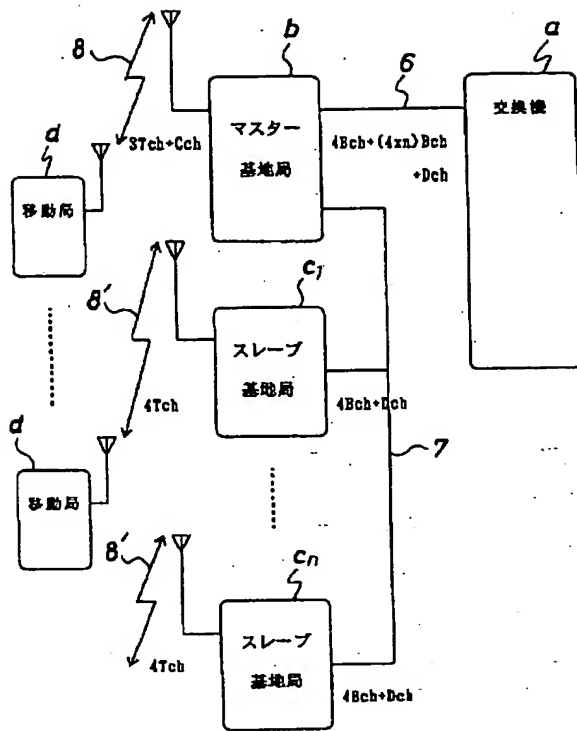 8
b
6
a
マスター
基地局
交換機
d
3Tch+Cch
4Bch+(4xn)Bch
+Dch
移動局
8′
c1
スレーブ
基地局
4Tch
4Bch+Dch
7
d
移動局
8′
cn
スレーブ
基地局
4Tch
4Bch+Dch